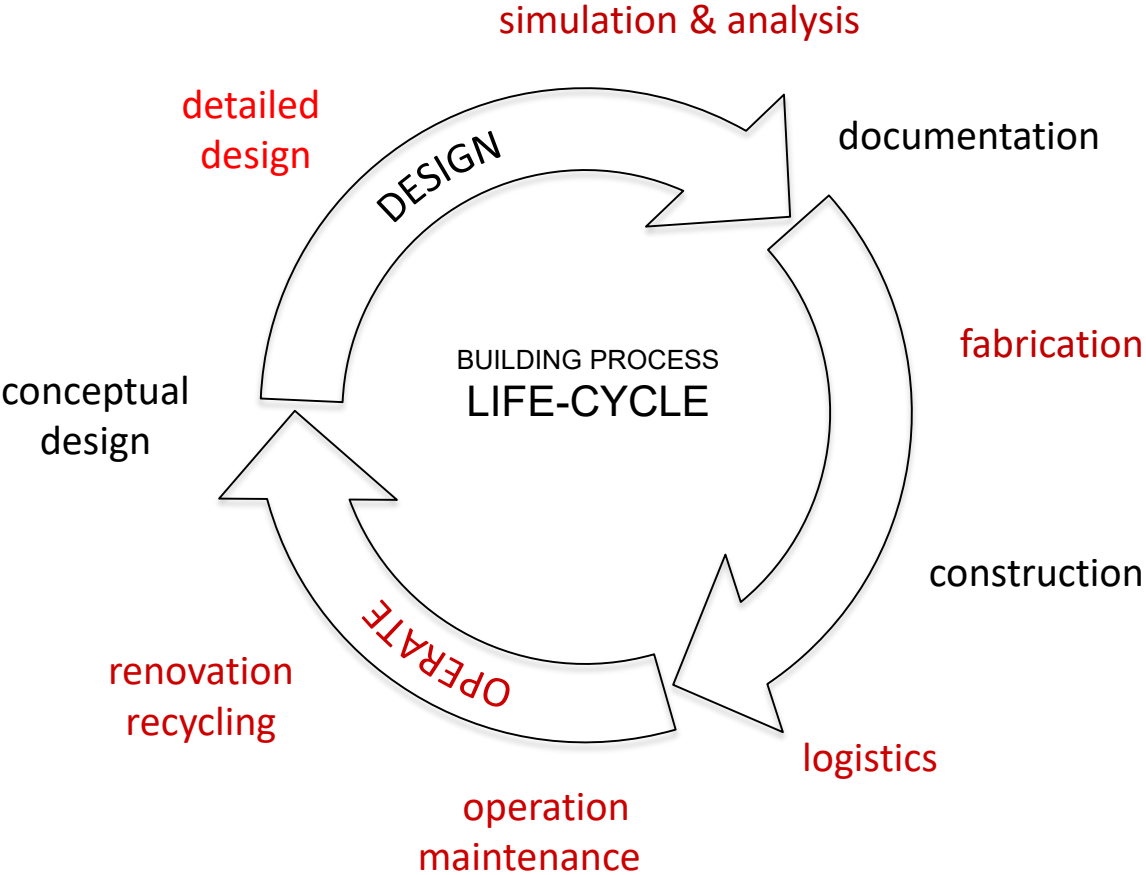 simulation & analysis
detailed
design
documentation
DESIGN
fabrication
BUILDING PROCESS
LIFE-CYCLE
conceptual
design
construction
OPERATE
renovation
recycling
logistics
operation
maintenance